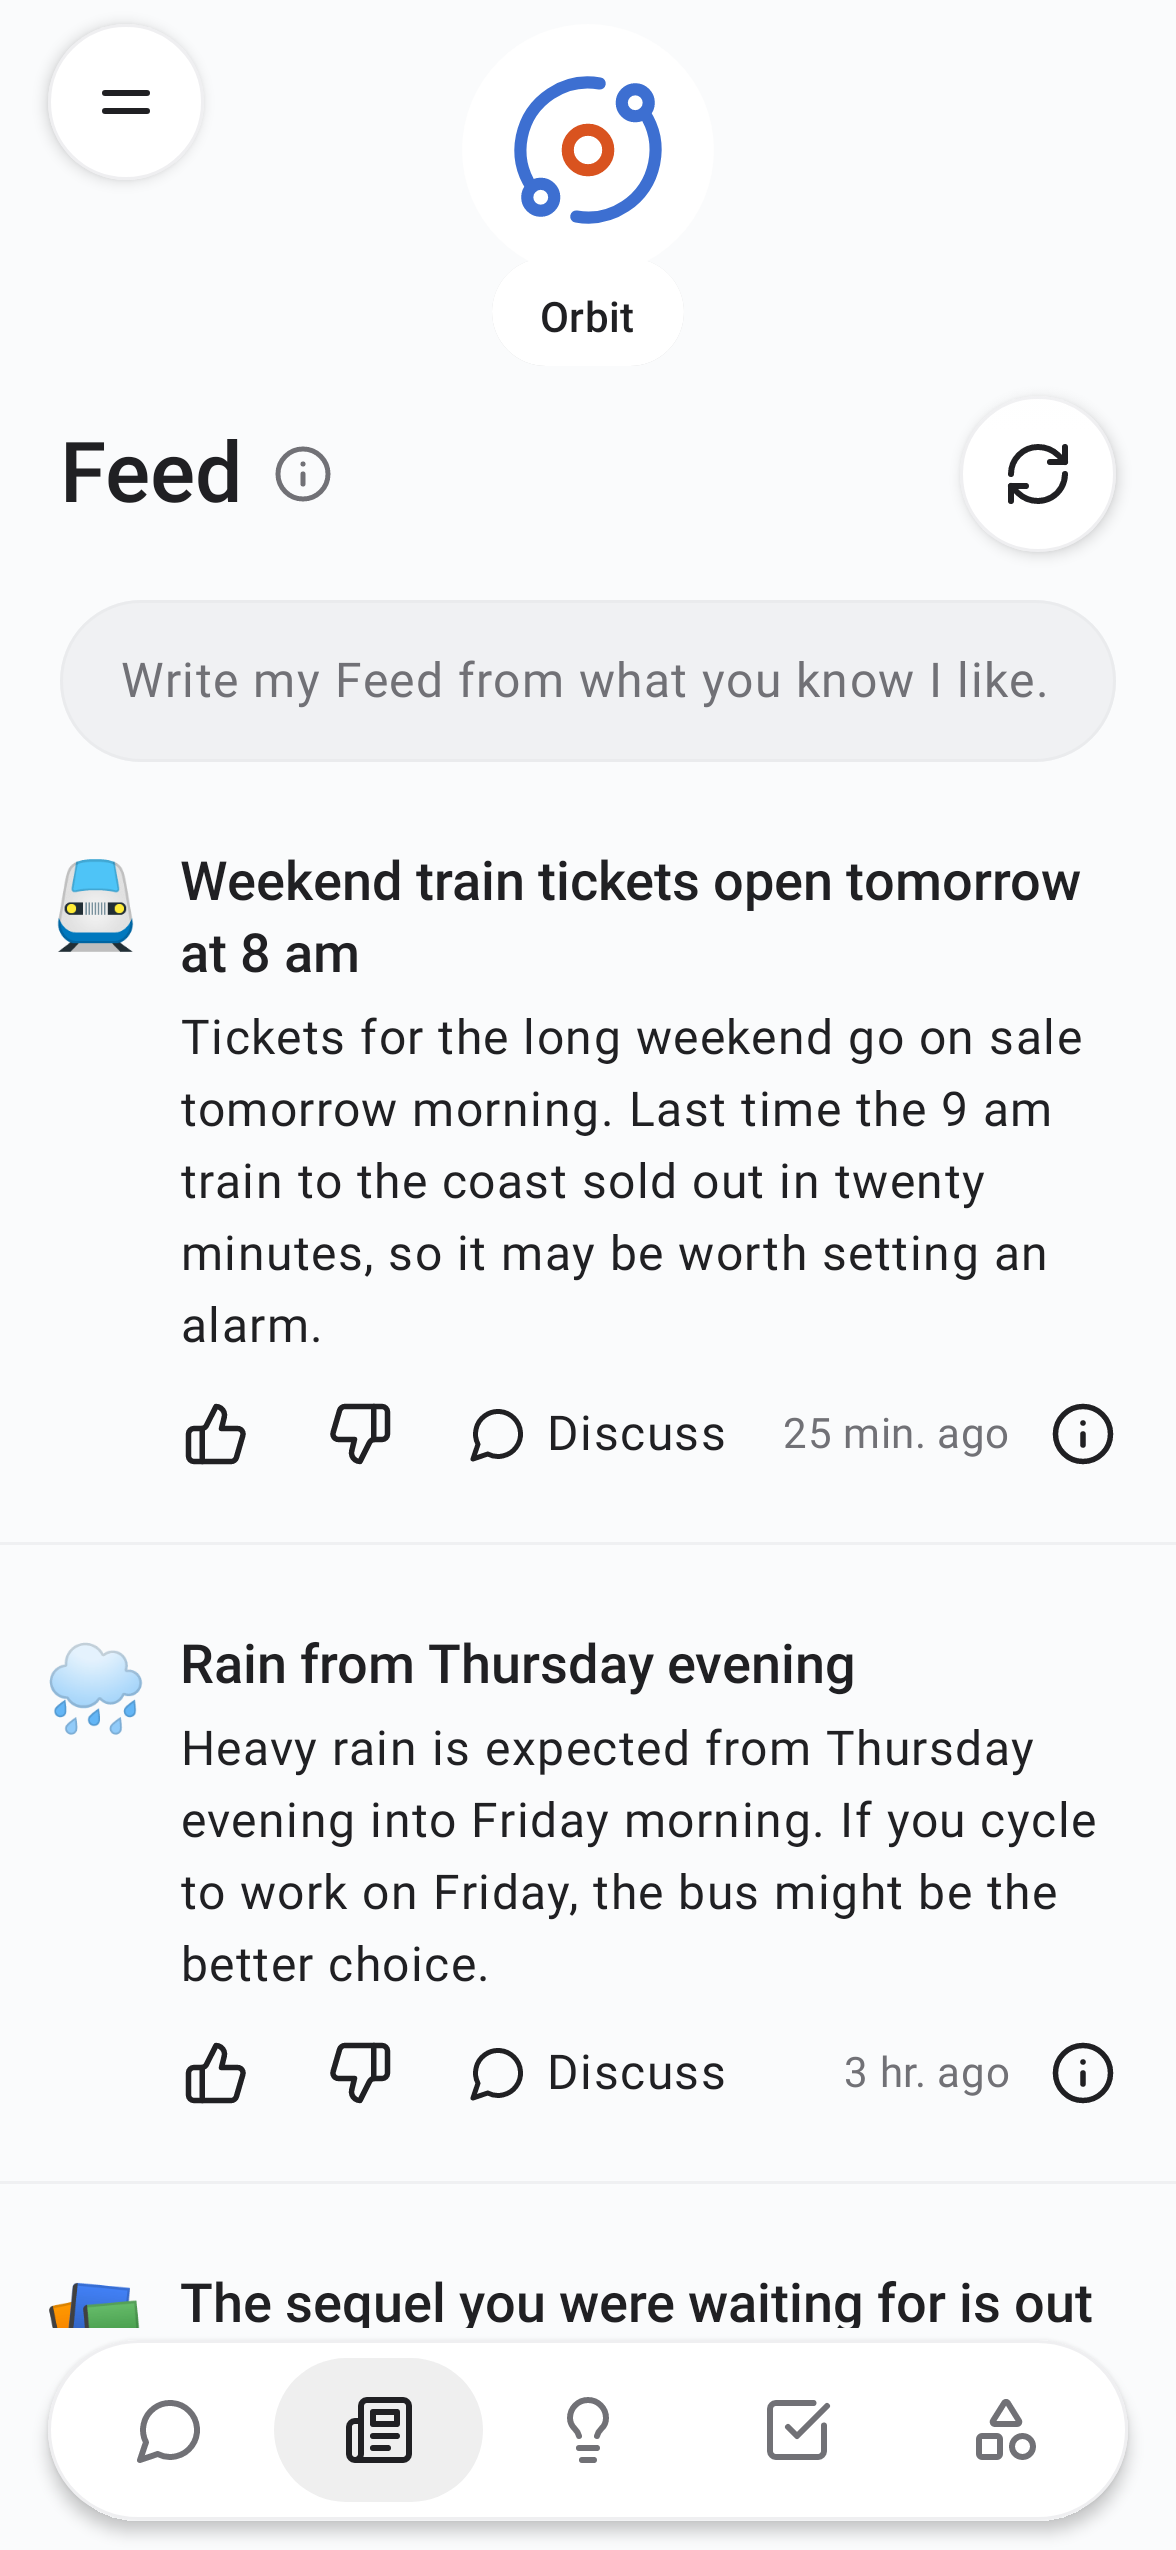 Orbit
Feed
Write my Feed from what you know I like.
Weekend train tickets open tomorrow
at 8 am
Tickets for the long weekend go on sale
tomorrow morning. Last time the 9 am
train to the coast sold out in twenty
minutes, so it may be worth setting an
alarm.
Discuss
25 min. ago
Rain from Thursday evening
Heavy rain is expected from Thursday
evening into Friday morning. If you cycle
to work on Friday, the bus might be the
better choice.
Discuss
3 hr. ago
The sequel you were waiting for is out